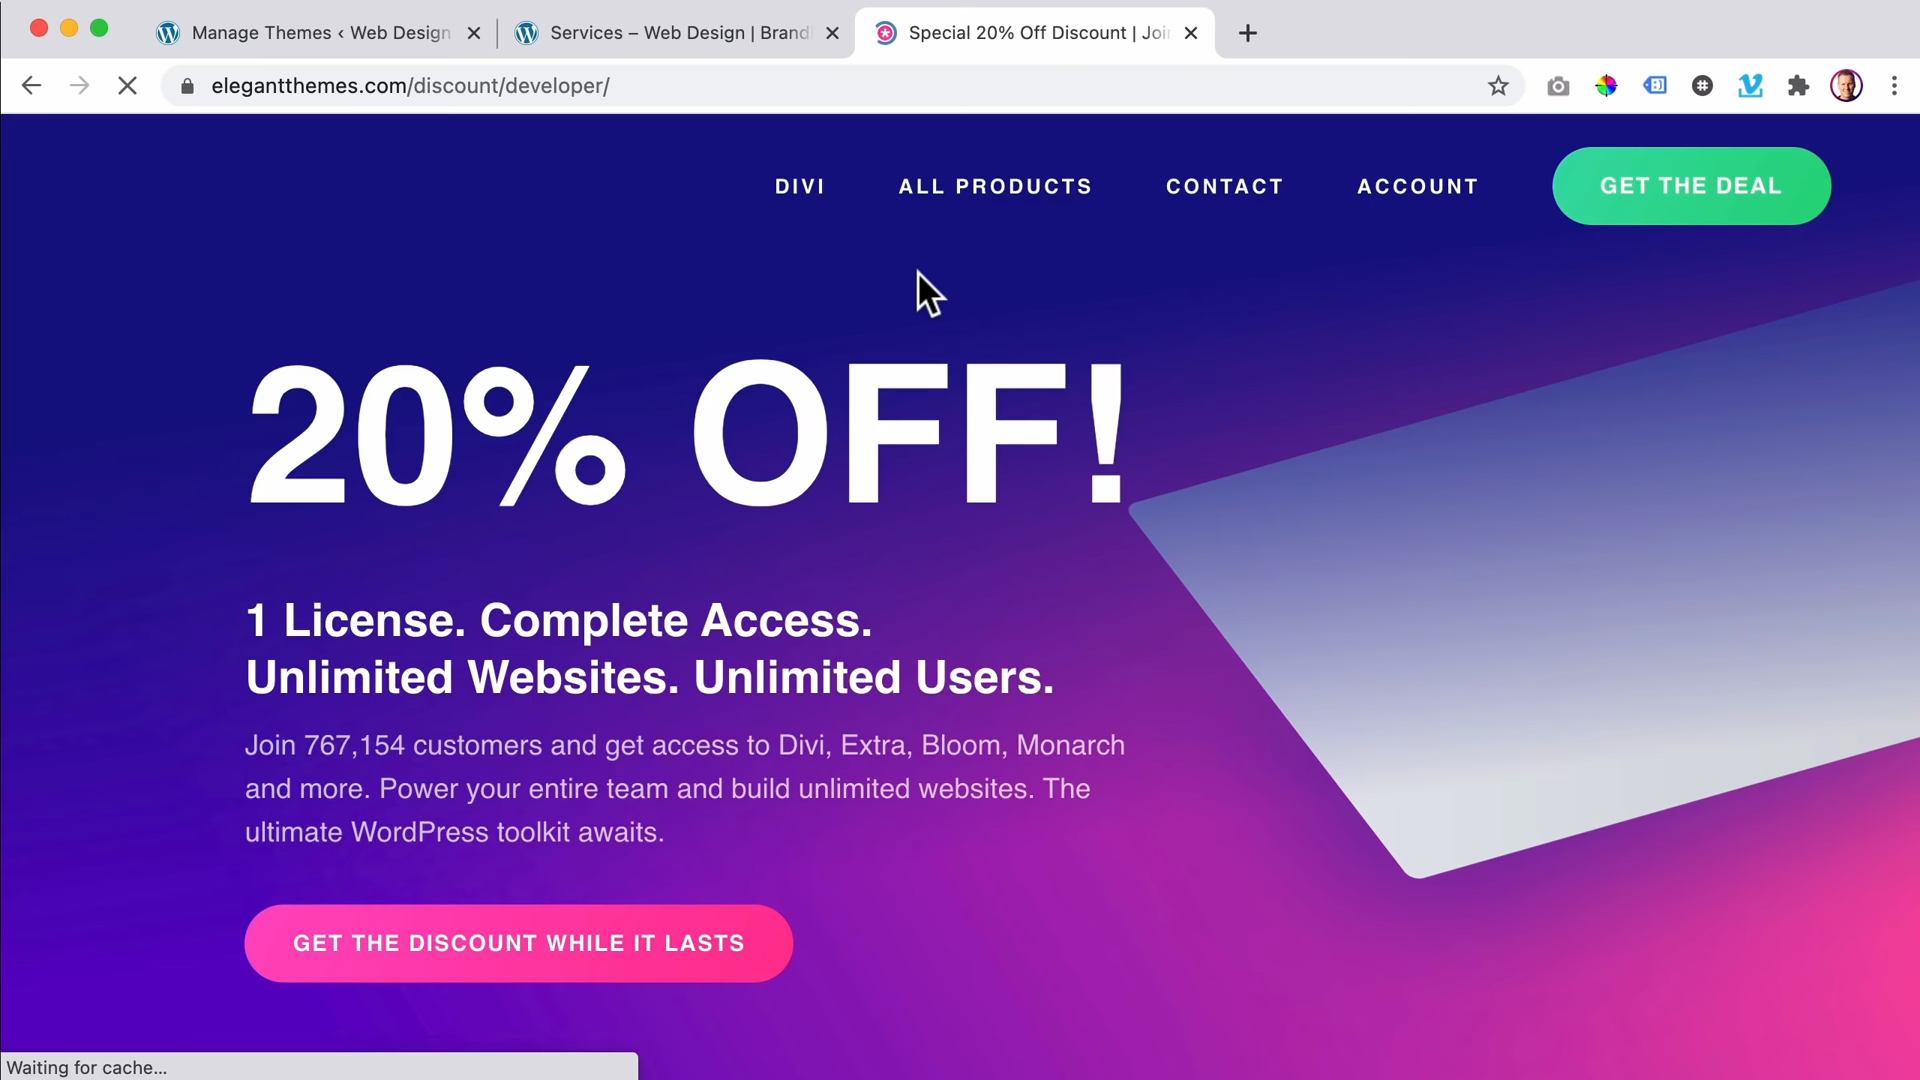 Manage Themes ‹ Web Design
Services – Web Design | Brand
Special 20% Off Discount | Joi
elegantthemes.com/discount/developer/
DIVI
ALL PRODUCTS
CONTACT
ACCOUNT
GET THE DEAL
20% OFF!
1 License. Complete Access.
Unlimited Websites. Unlimited Users.
Join 767,154 customers and get access to Divi, Extra, Bloom, Monarch
and more. Power your entire team and build unlimited websites. The
ultimate WordPress toolkit awaits.
GET THE DISCOUNT WHILE IT LASTS
Waiting for cache...